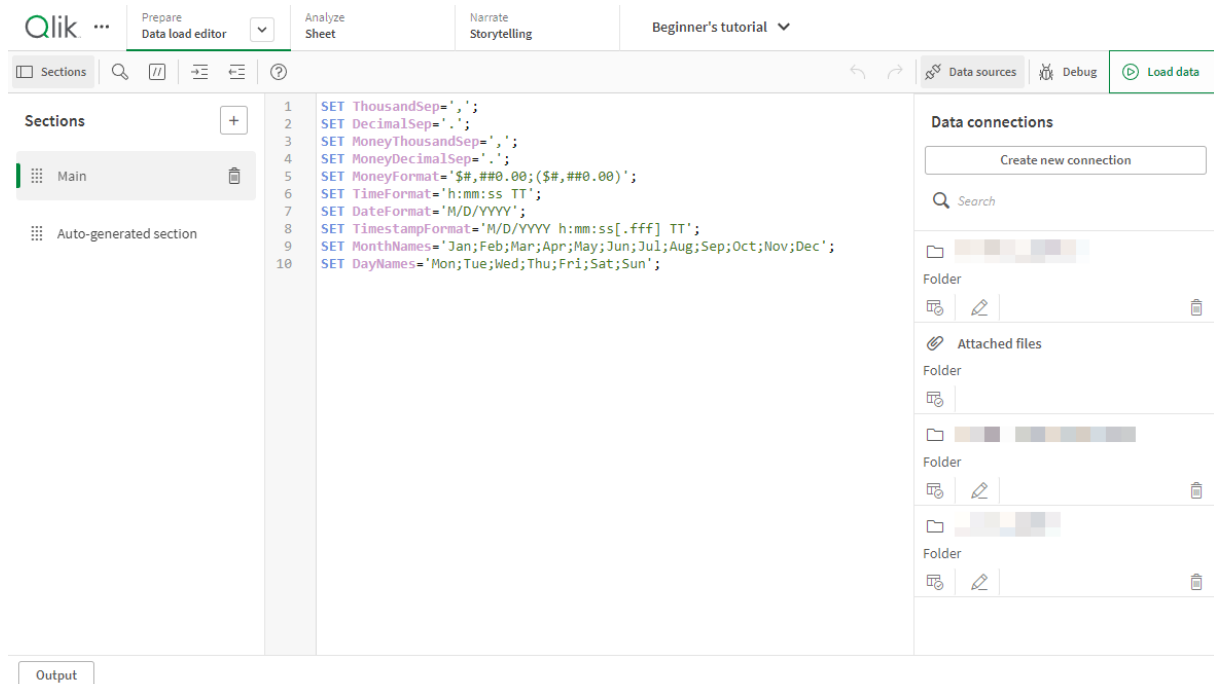 Qlik
Prepare
Data load editor
Analyze
Sheet
Narrate
Storytelling
Beginner's tutorial
Sections
//
?
Data sources
Debug
Load data
Sections
+
Main
Auto-generated section
1 SET ThousandSep=',';
2 SET DecimalSep='.';
3 SET MoneyThousandSep=',';
4 SET MoneyDecimalSep='.';
5 SET MoneyFormat='$#,##0.00;($#,##0.00)';
6 SET TimeFormat='h:mm:ss TT';
7 SET DateFormat='M/D/YYYY';
8 SET TimestampFormat='M/D/YYYY h:mm:ss[.fff] TT';
9 SET MonthNames='Jan;Feb;Mar;Apr;May;Jun;Jul;Aug;Sep;Oct;Nov;Dec';
10 SET DayNames='Mon;Tue;Wed;Thu;Fri;Sat;Sun';
Data connections
Create new connection
Search
Folder
Attached files
Folder
Folder
Folder
Output